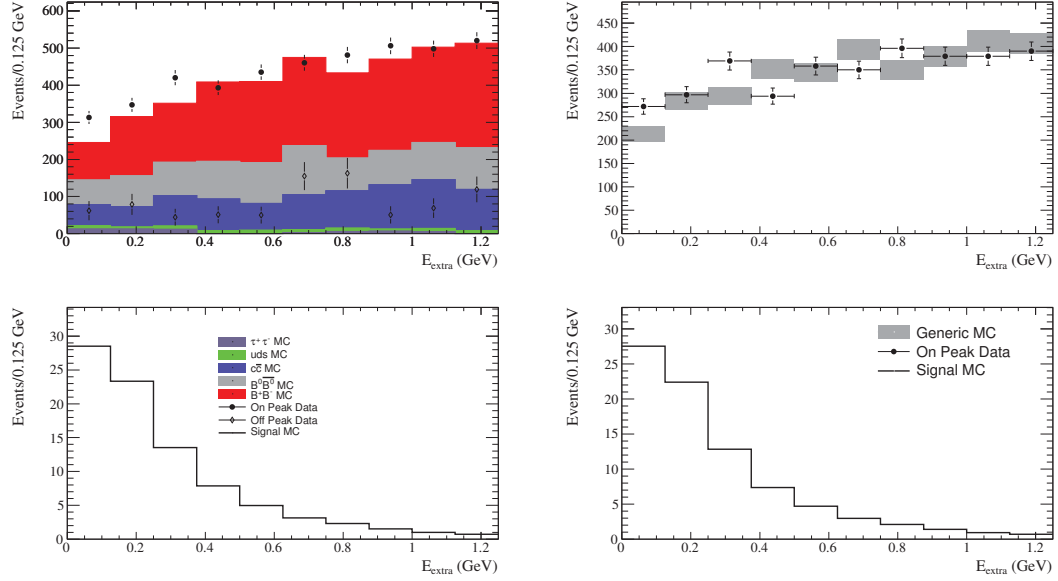 Events/0.125 GeV
600
500
400
300
200
100
0
0 0.2 0.4 0.6 0.8 1 1.2
E_extra (GeV)
Events/0.125 GeV
450
400
350
300
250
200
150
100
50
0
0 0.2 0.4 0.6 0.8 1 1.2
E_extra (GeV)
Events/0.125 GeV
30
25
20
15
10
5
0
0 0.2 0.4 0.6 0.8 1 1.2
E_extra (GeV)
τ⁺τ⁻ MC
uds MC
cc̅ MC
B⁰B̅⁰ MC
B⁺B⁻ MC
On Peak Data
Off Peak Data
Signal MC
Events/0.125 GeV
30
25
20
15
10
5
0
0 0.2 0.4 0.6 0.8 1 1.2
E_extra (GeV)
Generic MC
On Peak Data
Signal MC